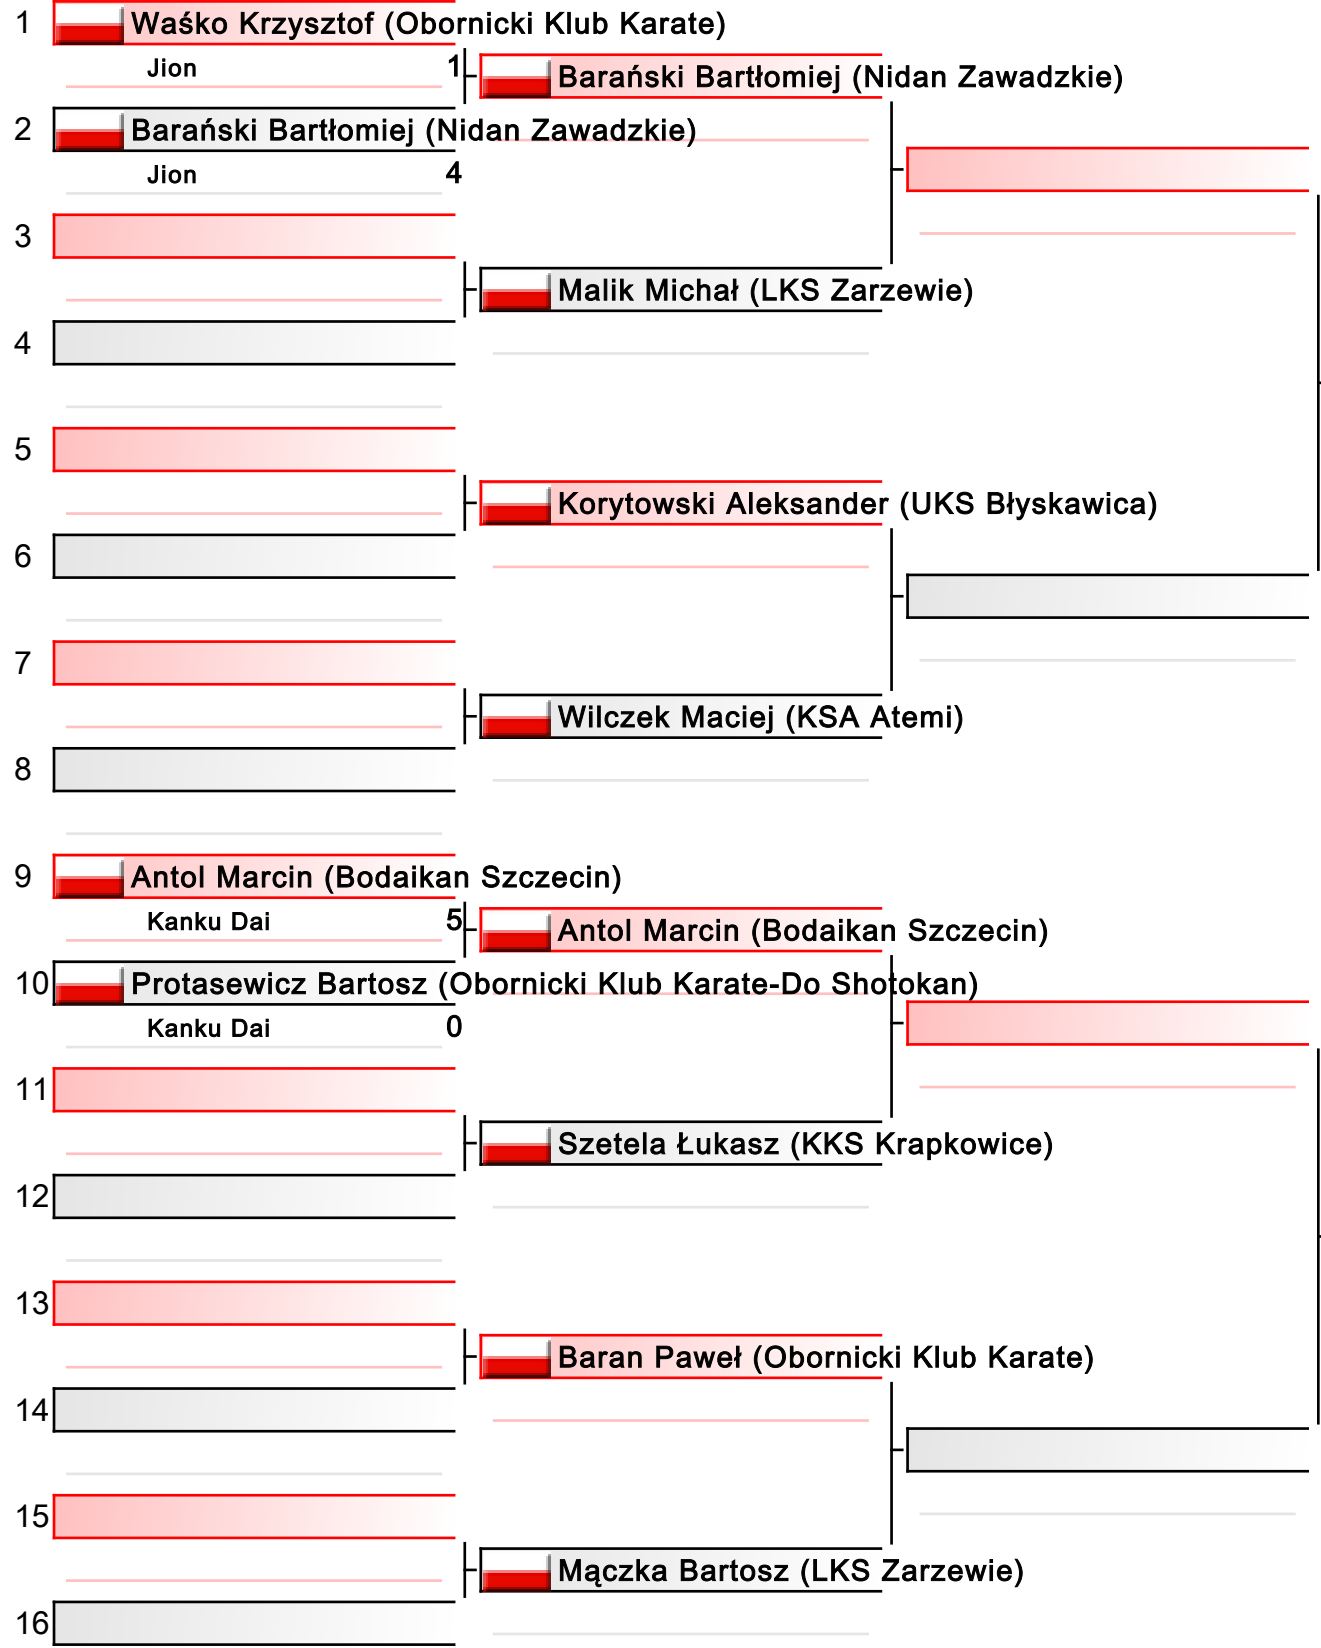 1 Waśko Krzysztof (Obornicki Klub Karate)
Jion 1
Barański Bartłomiej (Nidan Zawadzkie)
2 Barański Bartłomiej (Nidan Zawadzkie)
Jion 4
3
Malik Michał (LKS Zarzewie)
4
5
Korytowski Aleksander (UKS Błyskawica)
6
7
Wilczek Maciej (KSA Atemi)
8
9 Antol Marcin (Bodaikan Szczecin)
Kanku Dai 5
Antol Marcin (Bodaikan Szczecin)
10 Protasewicz Bartosz (Obornicki Klub Karate-Do Shotokan)
Kanku Dai 0
11
Szetela Łukasz (KKS Krapkowice)
12
13
Baran Paweł (Obornicki Klub Karate)
14
15
Mączka Bartosz (LKS Zarzewie)
16